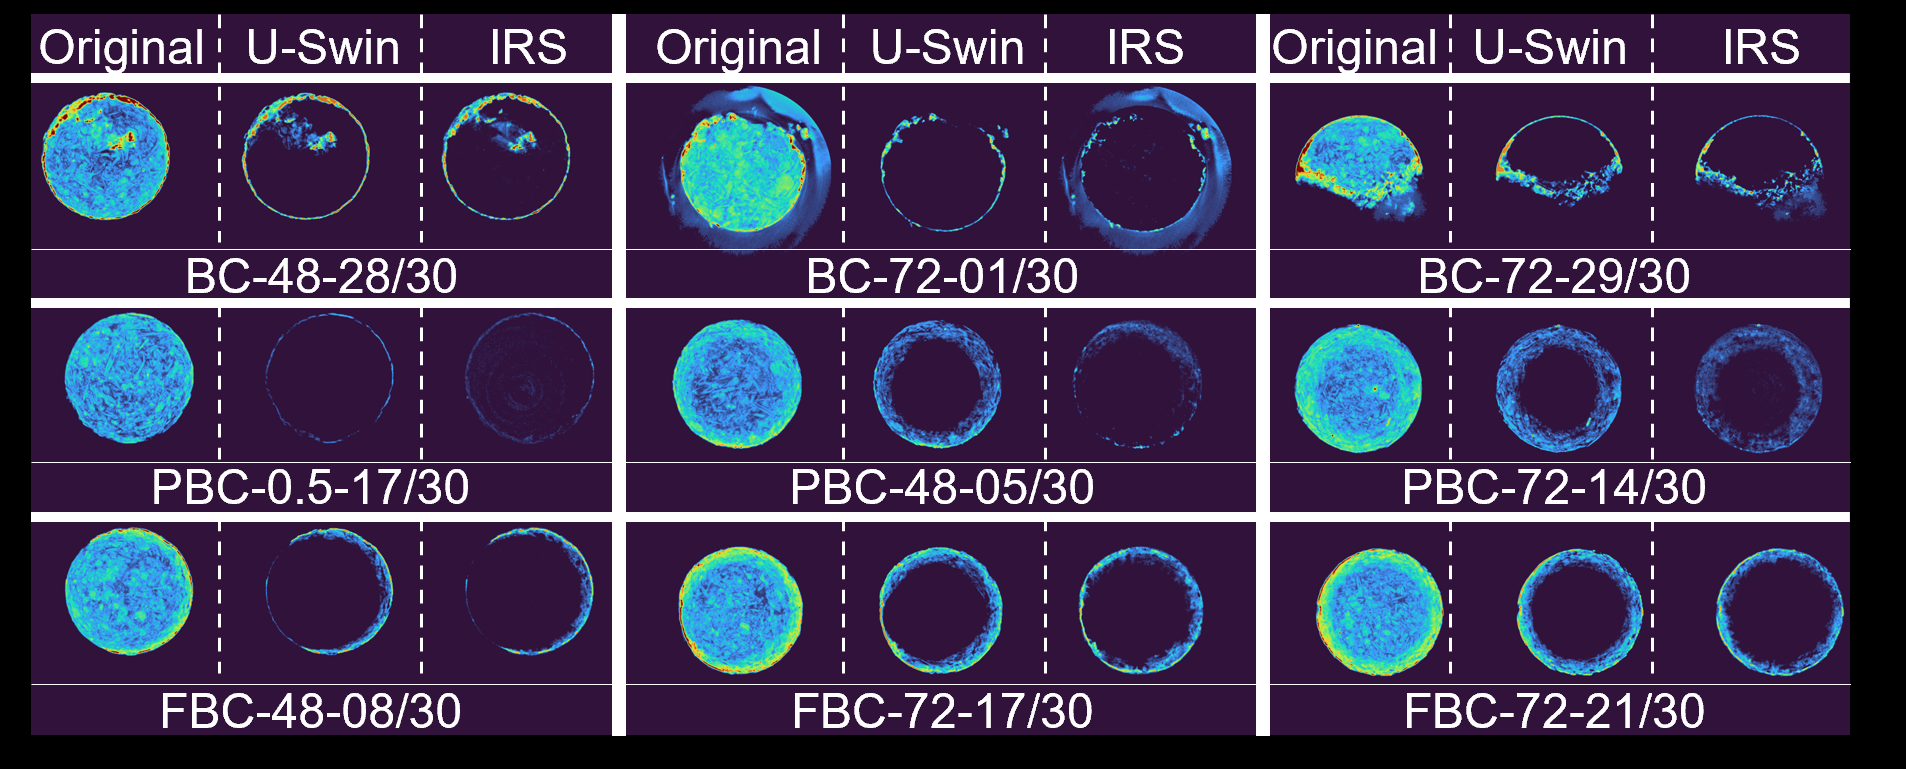 Original U-Swin IRS Original U-Swin IRS Original U-Swin IRS
BC-48-28/30 BC-72-01/30 BC-72-29/30
PBC-0.5-17/30 PBC-48-05/30 PBC-72-14/30
FBC-48-08/30 FBC-72-17/30 FBC-72-21/30